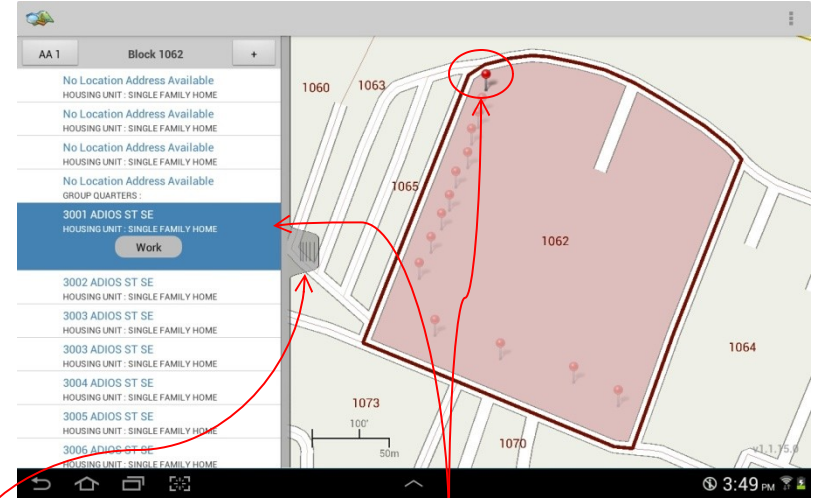 AA 1
Block 1062
+
No Location Address Available
HOUSING UNIT : SINGLE FAMILY HOME
No Location Address Available
HOUSING UNIT : SINGLE FAMILY HOME
No Location Address Available
HOUSING UNIT : SINGLE FAMILY HOME
No Location Address Available
GROUP QUARTERS :
3001 ADIOS ST SE
HOUSING UNIT : SINGLE FAMILY HOME
Work
3002 ADIOS ST SE
HOUSING UNIT : SINGLE FAMILY HOME
3003 ADIOS ST SE
HOUSING UNIT : SINGLE FAMILY HOME
3003 ADIOS ST SE
HOUSING UNIT : SINGLE FAMILY HOME
3004 ADIOS ST SE
HOUSING UNIT : SINGLE FAMILY HOME
3005 ADIOS ST SE
HOUSING UNIT : SINGLE FAMILY HOME
3006 ADIOS ST SE
HOUSING UNIT : SINGLE FAMILY HOME
1060
1063
1065
1062
1064
1073
100'
50m
1070
v1.1.15.0
3:49 PM